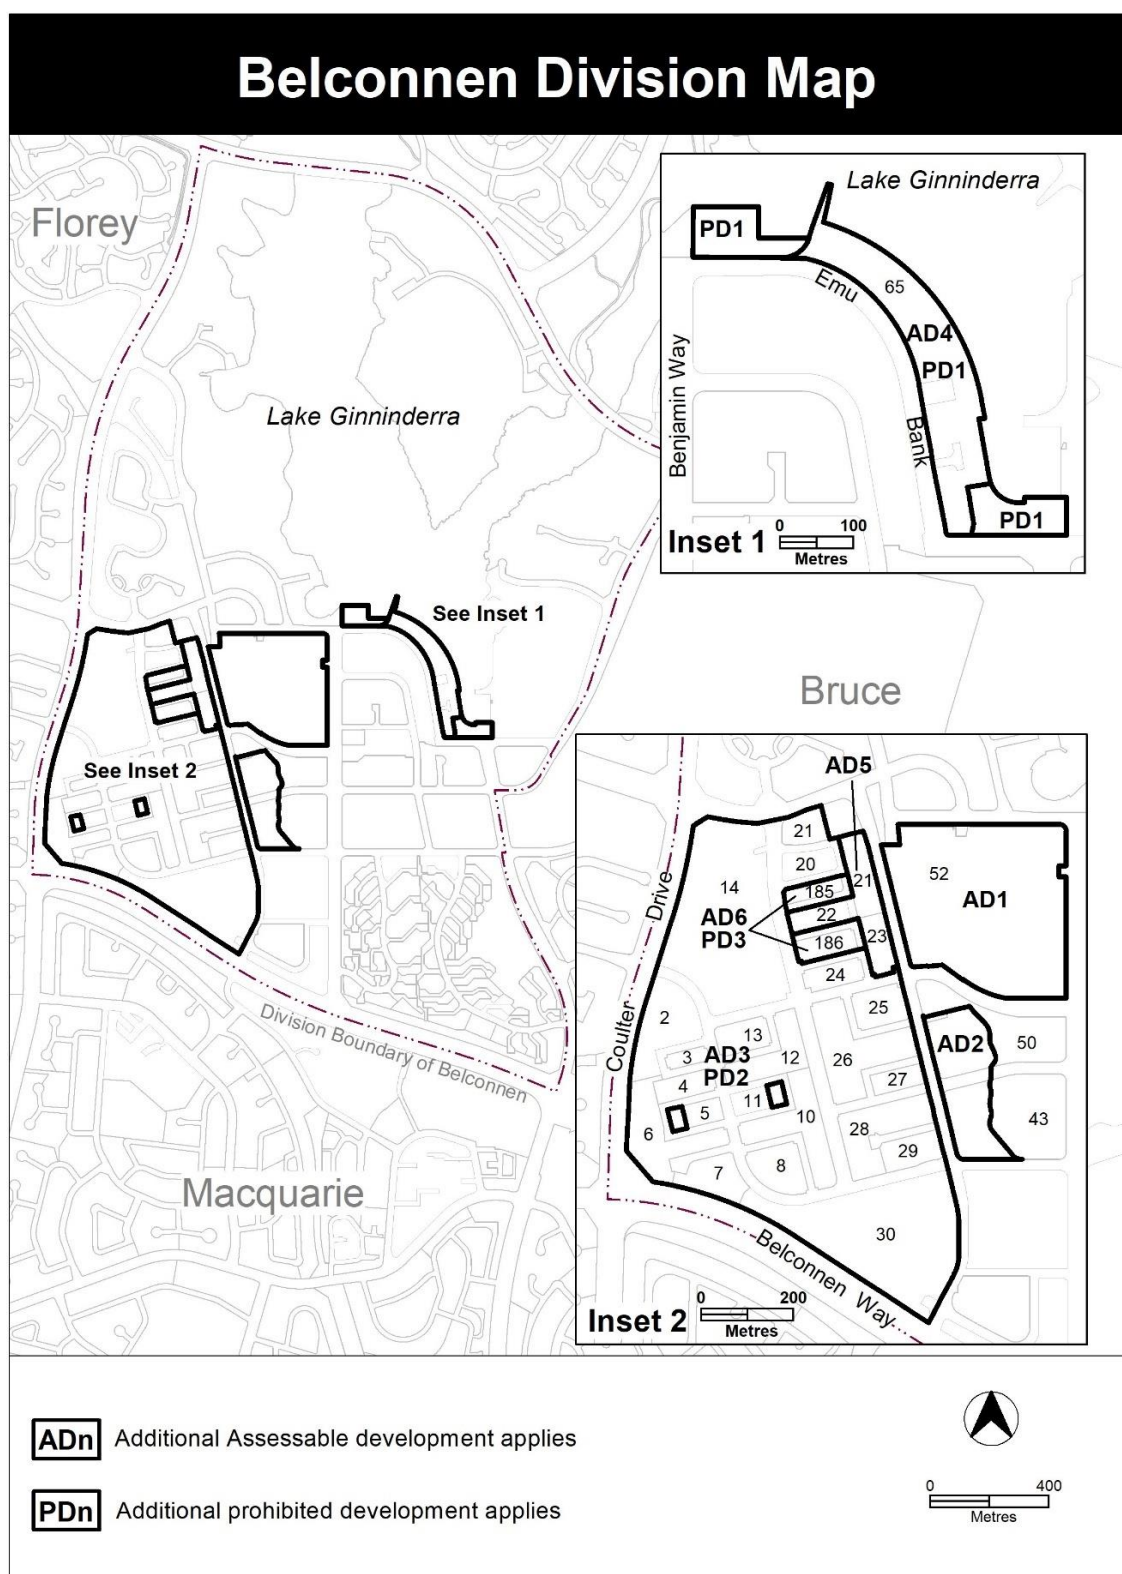 Belconnen Division Map
Florey
Lake Ginninderra
See Inset 1
See Inset 2
Bruce
Division Boundary of Belconnen
Macquarie
Lake Ginninderra
PD1
Emu
65
AD4
PD1
Benjamin Way
Bank
PD1
Inset 1
0 100
Metres
AD5
21
20
52
14
185
21
AD1
Drive
AD6
PD3
22
186
23
24
25
2
Coulter
13
3
AD3
PD2
12
26
AD2
50
4
27
11
5
10
6
28
43
29
7
8
30
Belconnen Way
Inset 2
0 200
Metres
ADn Additional Assessable development applies
PDn Additional prohibited development applies
0 400
Metres